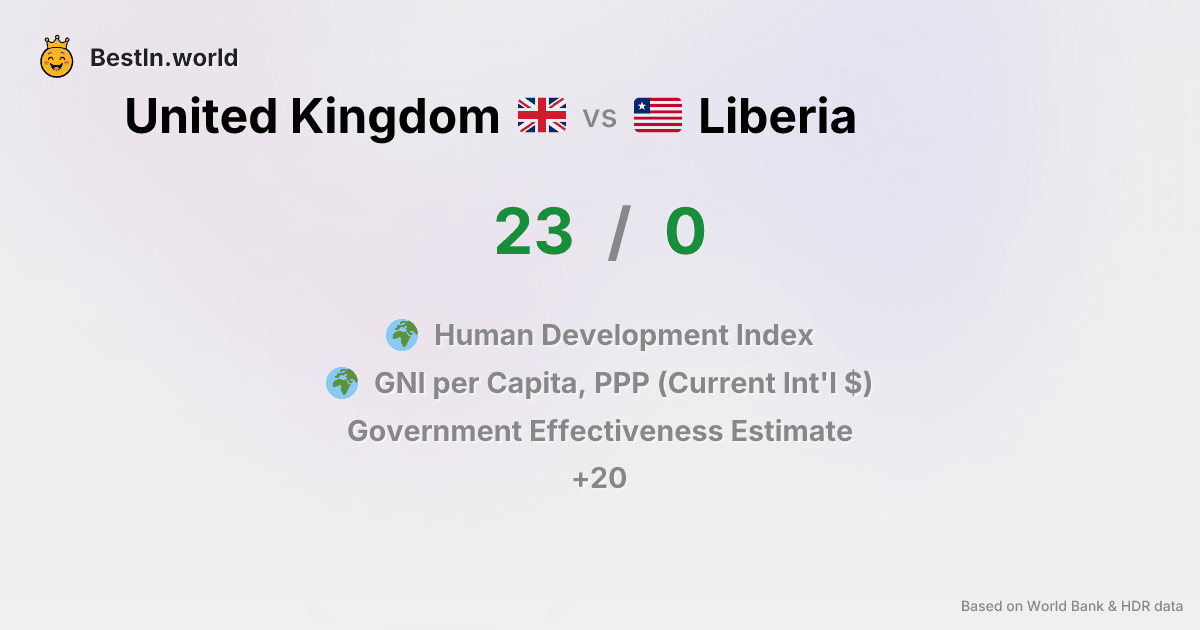 BestIn.world
United Kingdom vs Liberia
23 / 0
Human Development Index
GNI per Capita, PPP (Current Int'l $)
Government Effectiveness Estimate
+20
Based on World Bank & HDR data